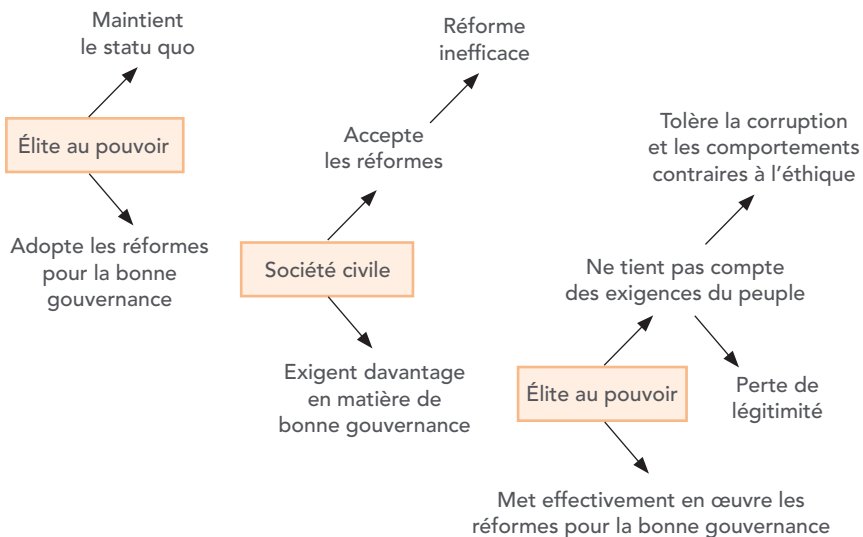 Maintient
le statu quo
Élite au pouvoir
Adopte les réformes
pour la bonne
gouvernance
Réforme
inefficace
Accepte
les réformes
Société civile
Exigent davantage
en matière de
bonne gouvernance
Tolère la corruption
et les comportements
contraires à l’éthique
Ne tient pas compte
des exigences du peuple
Élite au pouvoir
Perte de
légitimité
Met effectivement en œuvre les
réformes pour la bonne gouvernance